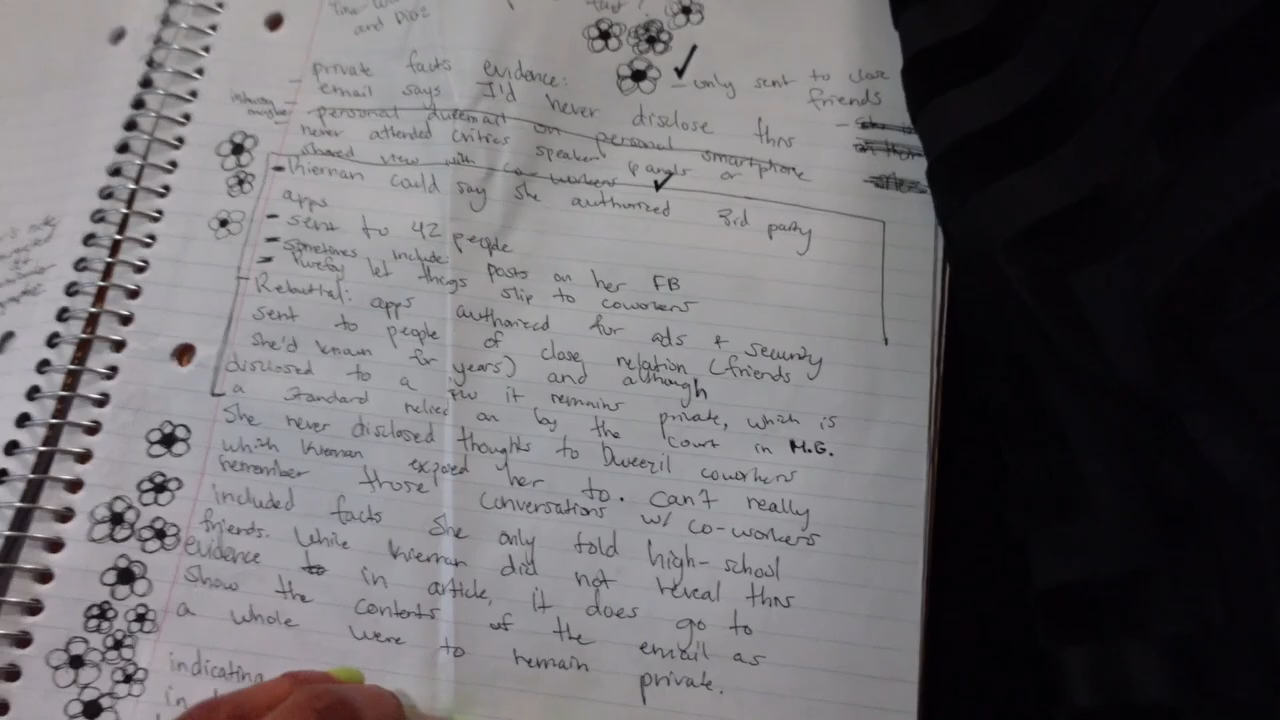 and Dioz
private facts evidence:
- only sent to close friends
email says I'd never disclose this
personal on personal smartphone
never attended critics speaker panels or
shared view with co-workers
- Kiernan could say she authorized 3rd party
apps
- sent to 42 people
- sometimes include posts on her FB
- let things slip to coworkers
- Rebuttal: apps authorized for ads + security
sent to people of close relation (friends
she'd known for years) and although
disclosed to a few it remains private, which is
a standard relied on by the court in M.G.
She never disclosed thoughts to Dweezil coworkers
which Kiernan exposed her to. Can't really
remember those conversations w/ co-workers
included facts she only told high-school
friends. While Kiernan did not reveal this
evidence in article, it does go to
show the contents of the email as
a whole were to remain private.
indicating